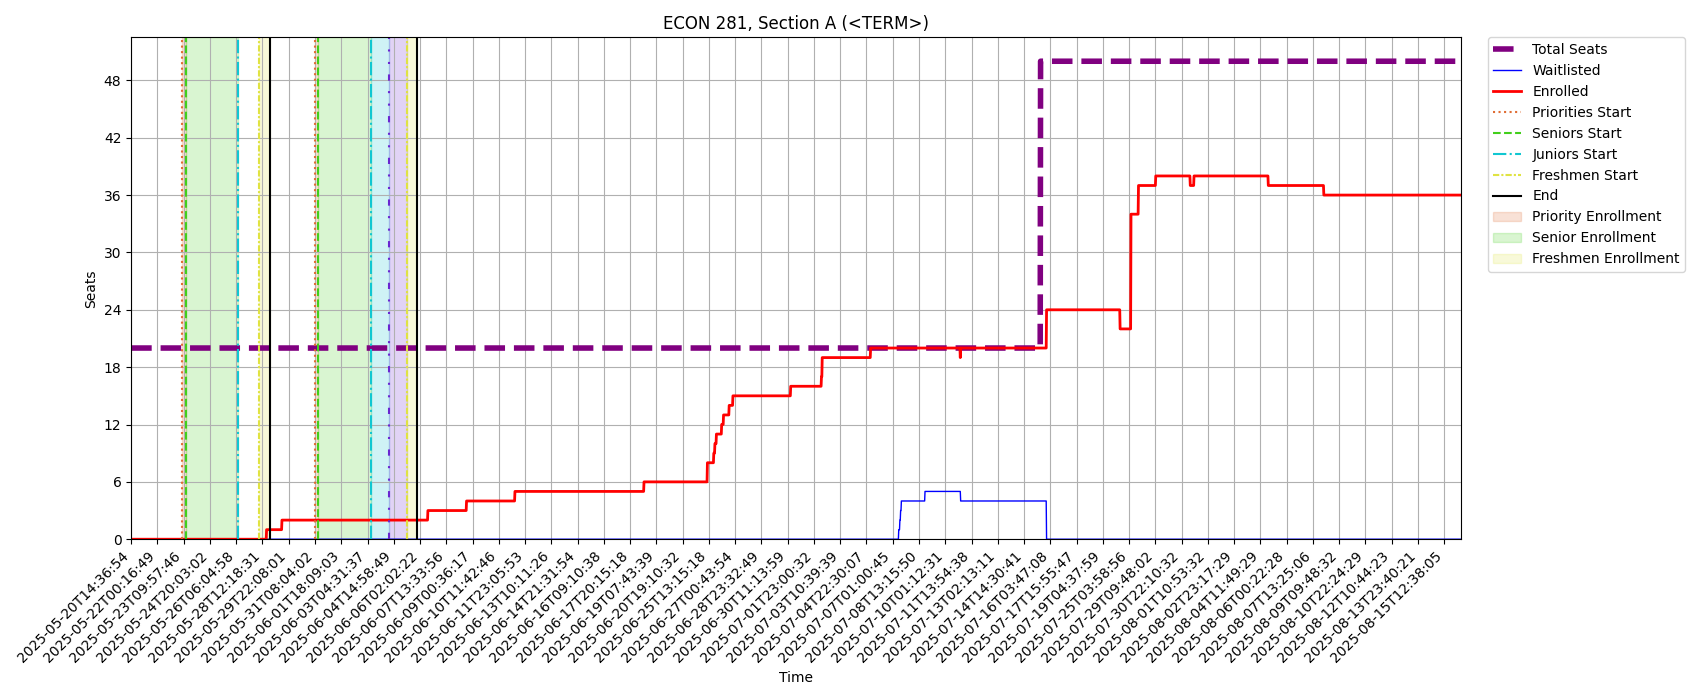 ECON 281, Section A (<TERM>)
Seats
48
42
36
30
24
18
12
6
0
2025-05-20T14:36:54
2025-05-22T00:16:49
2025-05-23T09:57:46
2025-05-24T20:03:02
2025-05-26T06:04:58
2025-05-28T12:18:31
2025-05-29T22:08:01
2025-05-31T08:04:02
2025-06-01T18:09:03
2025-06-03T04:31:37
2025-06-04T14:58:49
2025-06-06T02:02:22
2025-06-07T13:33:56
2025-06-09T00:36:17
2025-06-10T11:42:46
2025-06-11T23:05:53
2025-06-13T10:11:26
2025-06-14T21:31:54
2025-06-16T09:10:38
2025-06-17T20:15:18
2025-06-19T07:43:39
2025-06-20T19:10:32
2025-06-25T13:15:18
2025-06-27T00:43:54
2025-06-28T23:32:49
2025-06-30T11:13:59
2025-07-01T23:00:32
2025-07-03T10:39:39
2025-07-04T22:30:07
2025-07-07T01:00:45
2025-07-08T13:15:50
2025-07-10T01:12:31
2025-07-11T13:54:38
2025-07-13T02:13:11
2025-07-14T14:30:41
2025-07-16T03:47:08
2025-07-17T15:55:47
2025-07-19T04:37:59
2025-07-25T03:58:56
2025-07-29T09:48:02
2025-07-30T22:10:32
2025-08-01T10:53:32
2025-08-02T23:17:29
2025-08-04T11:49:29
2025-08-06T00:22:28
2025-08-07T13:25:06
2025-08-09T09:48:32
2025-08-10T22:24:29
2025-08-12T10:44:23
2025-08-13T23:40:21
2025-08-15T12:38:05
Time
Total Seats
Waitlisted
Enrolled
Priorities Start
Seniors Start
Juniors Start
Freshmen Start
End
Priority Enrollment
Senior Enrollment
Freshmen Enrollment